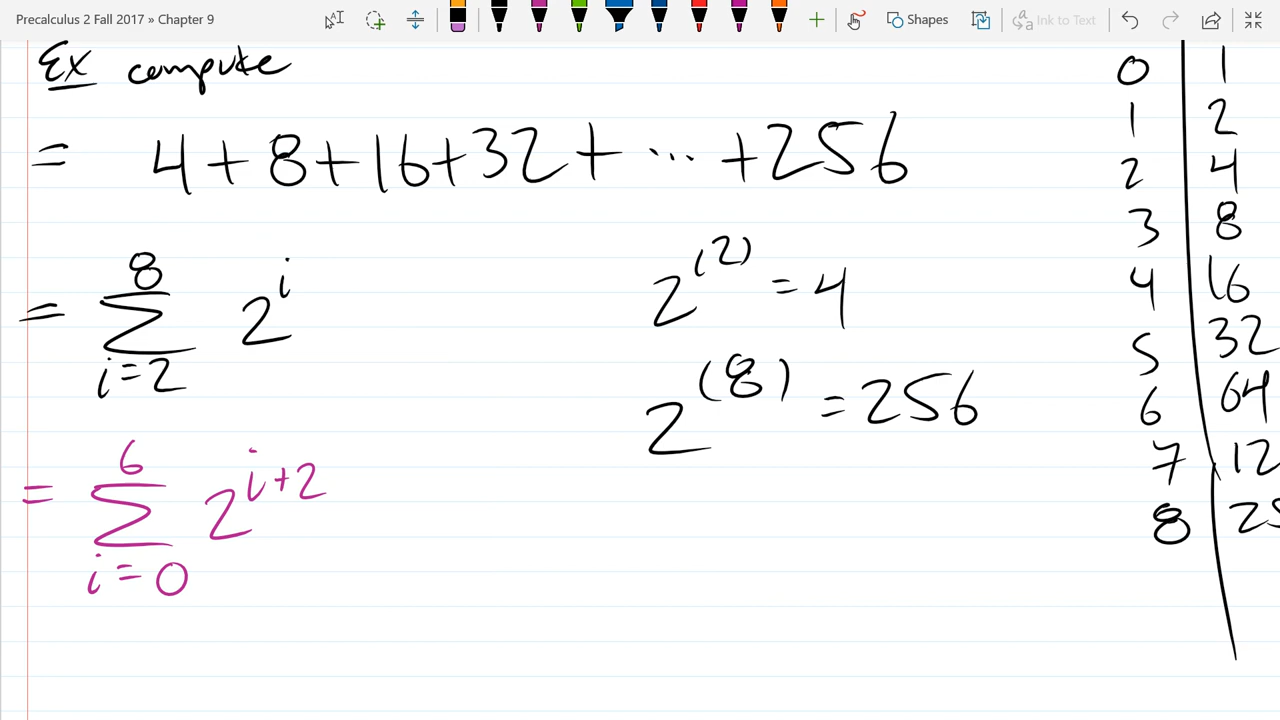 Precalculus 2 Fall 2017 » Chapter 9
Shapes
Ink to Text
Ex compute
= 4+8+16+32+ ... +256
= 8 Σ i=2 2^i
2^(2) = 4
2^(8) = 256
= 6 Σ i=0 2^i+2
0 1
1 2
2 4
3 8
4 16
5 32
6 64
7 12
8 25